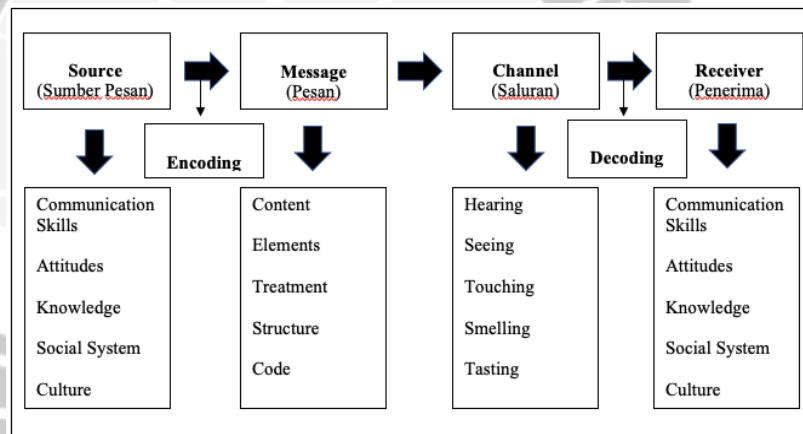 Source
(Sumber Pesan)
Message
(Pesan)
Channel
(Saluran)
Receiver
(Penerima)
Encoding
Decoding
Communication
Skills
Attitudes
Knowledge
Social System
Culture
Content
Elements
Treatment
Structure
Code
Hearing
Seeing
Touching
Smelling
Tasting
Communication
Skills
Attitudes
Knowledge
Social System
Culture